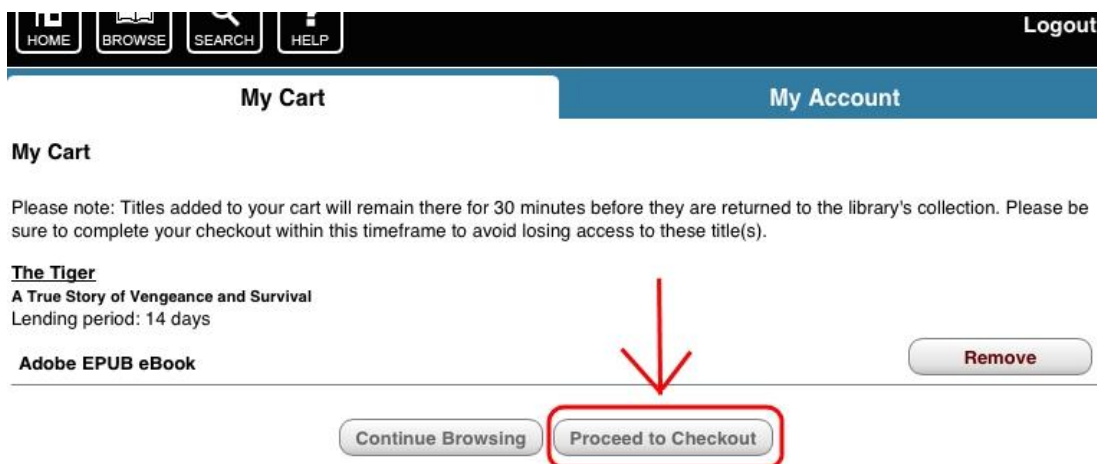 HOME BROWSE SEARCH HELP Logout
My Cart My Account
My Cart
Please note: Titles added to your cart will remain there for 30 minutes before they are returned to the library's collection. Please be
sure to complete your checkout within this timeframe to avoid losing access to these title(s).
The Tiger
A True Story of Vengeance and Survival
Lending period: 14 days
Adobe EPUB eBook Remove
Continue Browsing Proceed to Checkout